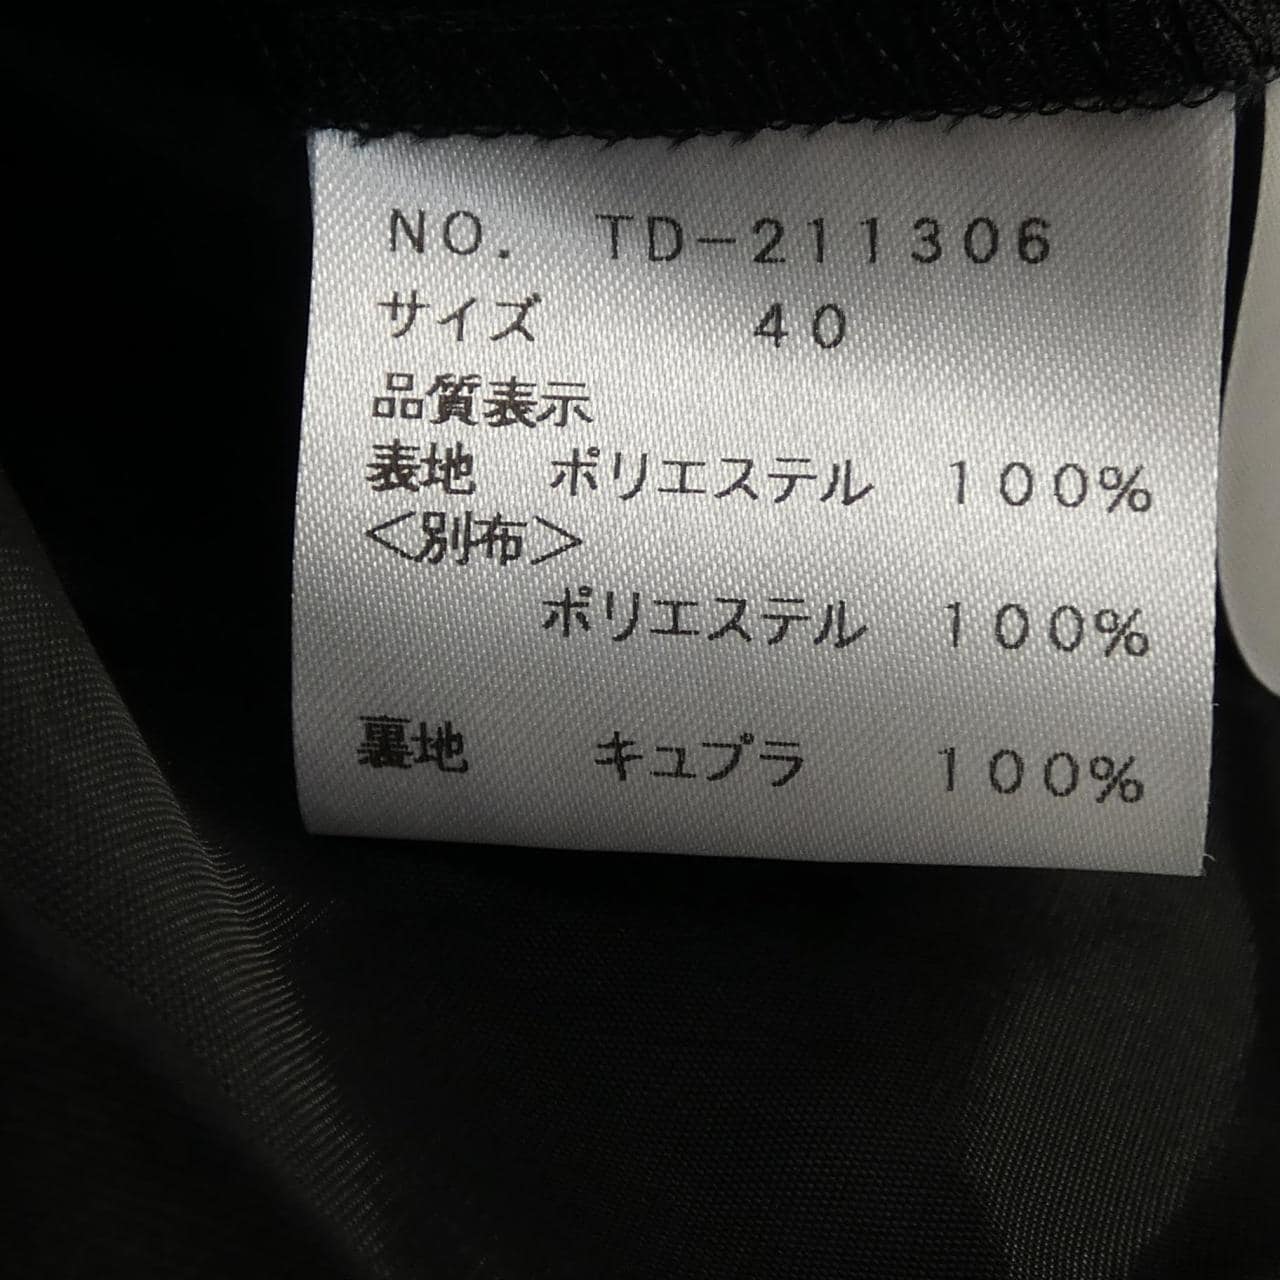 NO. TD-211306
サイズ 40
品質表示
表地 ポリエステル 100%
<別布>
ポリエステル 100%
裏地 キュプラ 100%